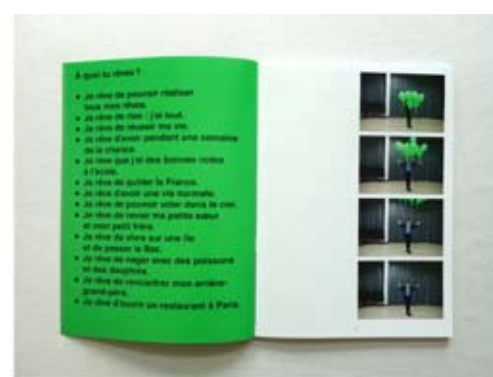 À quoi tu rêves ?
• Je rêve de pouvoir réaliser
tous mes rêves.
• Je rêve de rien : j'ai tout.
• Je rêve de réussir ma vie.
• Je rêve d'avoir pendant une semaine
de la chance.
• Je rêve que j'ai des bonnes notes
à l'école.
• Je rêve de quitter la France.
• Je rêve d'avoir une vie normale.
• Je rêve de pouvoir voler dans le ciel.
• Je rêve de revoir ma petite sœur
et mon petit frère.
• Je rêve de vivre sur une île
et de passer le Bac.
• Je rêve de nager avec des poissons
et des dauphins.
• Je rêve de rencontrer mon arrière-
grand-père.
• Je rêve d'ouvrir un restaurant à Paris.